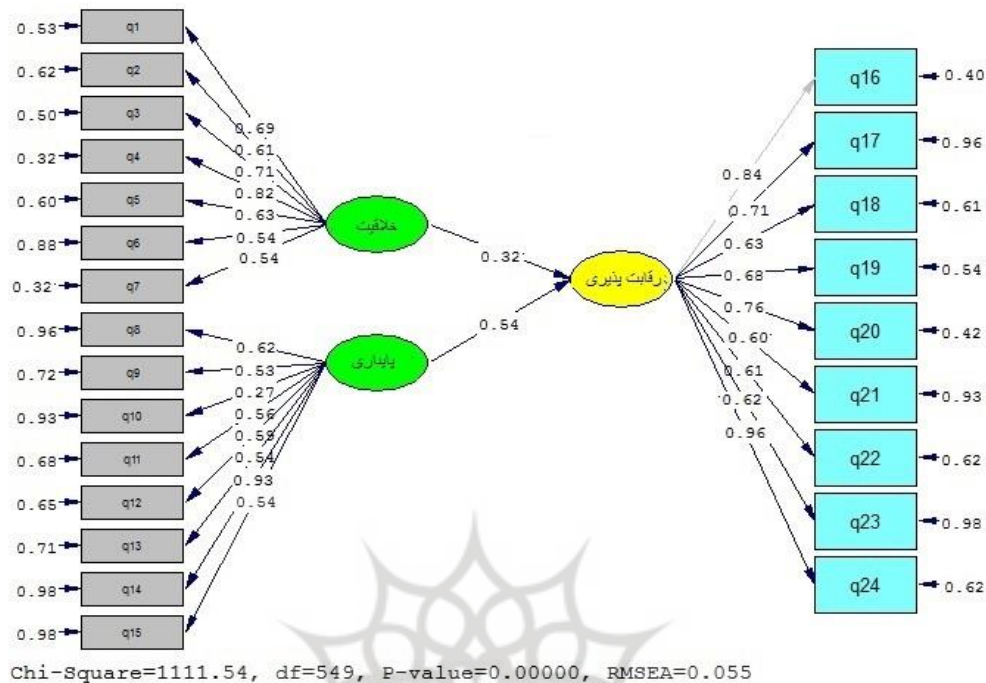 0.53 q1
0.62 q2
0.50 q3
0.32 q4
0.60 q5
0.88 q6
0.32 q7
0.96 q8
0.72 q9
0.93 q10
0.68 q11
0.65 q12
0.71 q13
0.98 q14
0.98 q15
0.69
0.61
0.71
0.82
0.63
0.54
0.54
خلاقیت
0.62
0.53
0.27
0.56
0.59
0.54
0.93
0.54
پایداری
0.32
0.54
رقابت پذیری
0.84
0.71
0.63
0.68
0.76
0.60
0.61
0.62
0.96
q16 0.40
q17 0.96
q18 0.61
q19 0.54
q20 0.42
q21 0.93
q22 0.62
q23 0.98
q24 0.62
Chi-Square=1111.54, df=549, P-value=0.00000, RMSEA=0.055